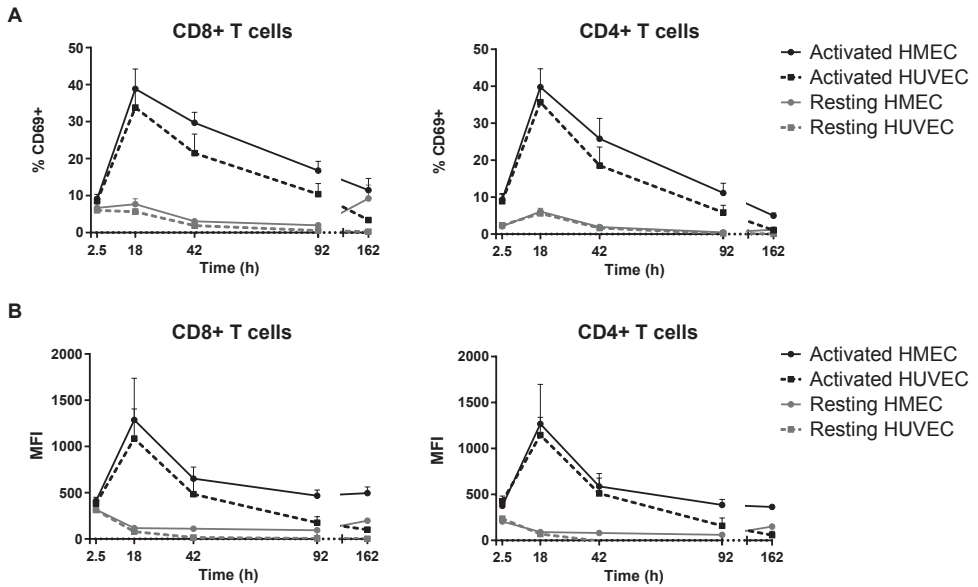 A
CD8+ T cells
CD4+ T cells
% CD69+
50
40
30
20
10
0
2.5 18 42 92 162
Time (h)
% CD69+
50
40
30
20
10
0
2.5 18 42 92 162
Time (h)
Activated HMEC
Activated HUVEC
Resting HMEC
Resting HUVEC
B
CD8+ T cells
CD4+ T cells
MFI
2000
1500
1000
500
0
2.5 18 42 92 162
Time (h)
MFI
2000
1500
1000
500
0
2.5 18 42 92 162
Time (h)
Activated HMEC
Activated HUVEC
Resting HMEC
Resting HUVEC